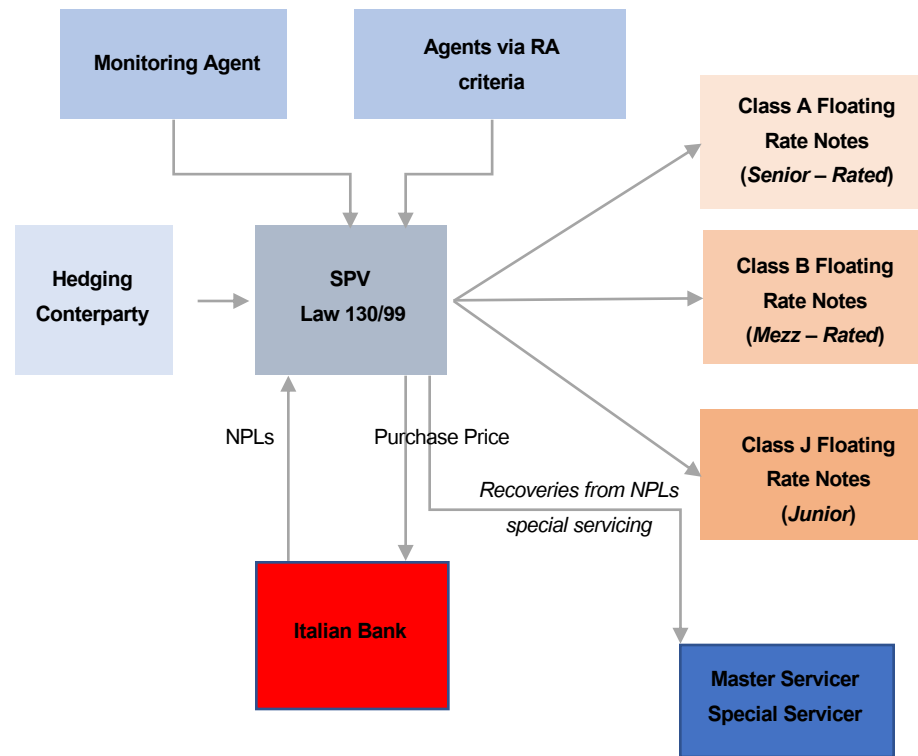 Monitoring Agent
Agents via RA
criteria
Class A Floating
Rate Notes
(Senior – Rated)
Hedging
Conterparty
SPV
Law 130/99
Class B Floating
Rate Notes
(Mezz – Rated)
NPLs
Purchase Price
Class J Floating
Rate Notes
(Junior)
Recoveries from NPLs
special servicing
Italian Bank
Master Servicer
Special Servicer